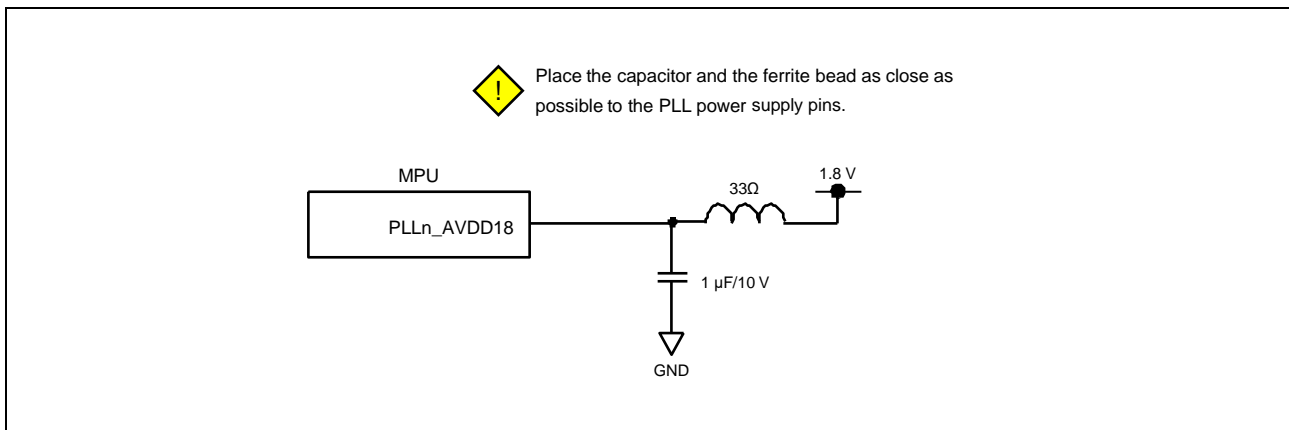 !
Place the capacitor and the ferrite bead as close as
possible to the PLL power supply pins.
MPU
PLLn_AVDD18
33Ω
1.8 V
1 µF/10 V
GND